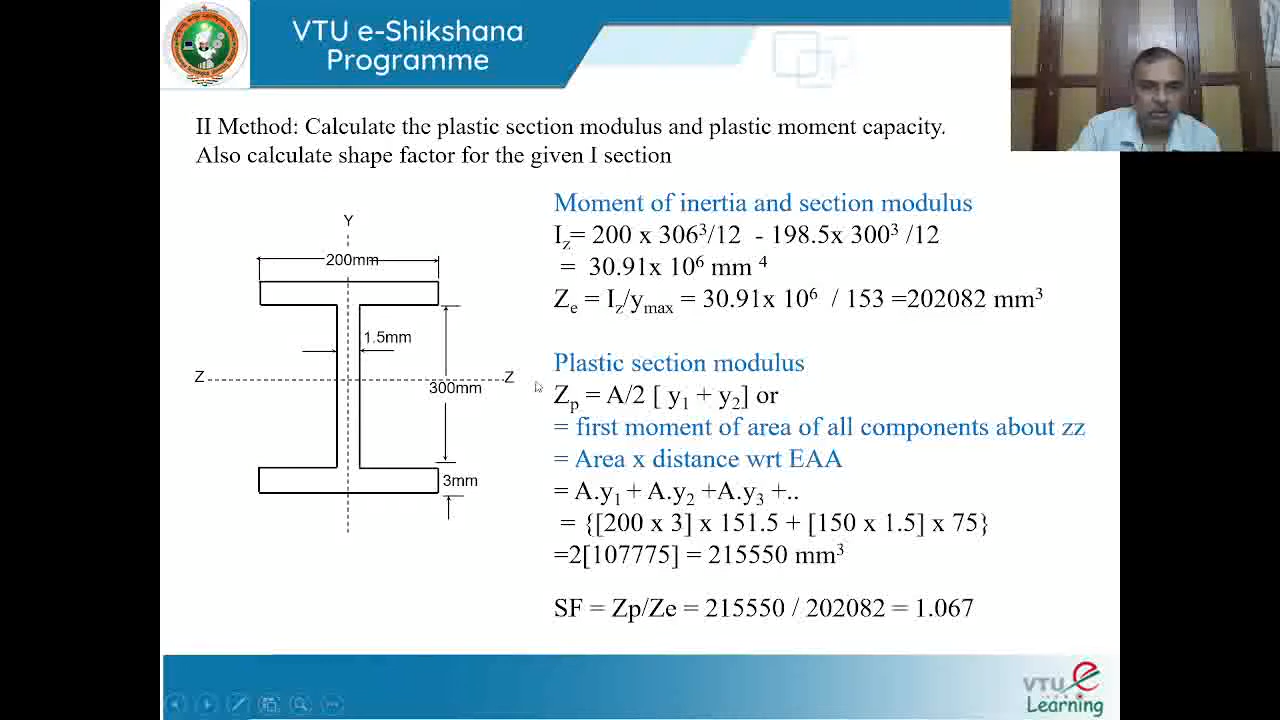 VTU e-Shikshana
Programme
II Method: Calculate the plastic section modulus and plastic moment capacity.
Also calculate shape factor for the given I section
Y
200mm
1.5mm
Z
Z
300mm
3mm
Moment of inertia and section modulus
I_z= 200 x 306³/12 - 198.5x 300³ /12
= 30.91x 10⁶ mm ⁴
Z_e = I_z/y_max = 30.91x 10⁶ / 153 =202082 mm³
Plastic section modulus
Z_p = A/2 [ y₁ + y₂] or
= first moment of area of all components about zz
= Area x distance wrt EAA
= A.y₁ + A.y₂ +A.y₃ +..
= {[200 x 3] x 151.5 + [150 x 1.5] x 75}
=2[107775] = 215550 mm³
SF = Zp/Ze = 215550 / 202082 = 1.067
VTU e
Learning